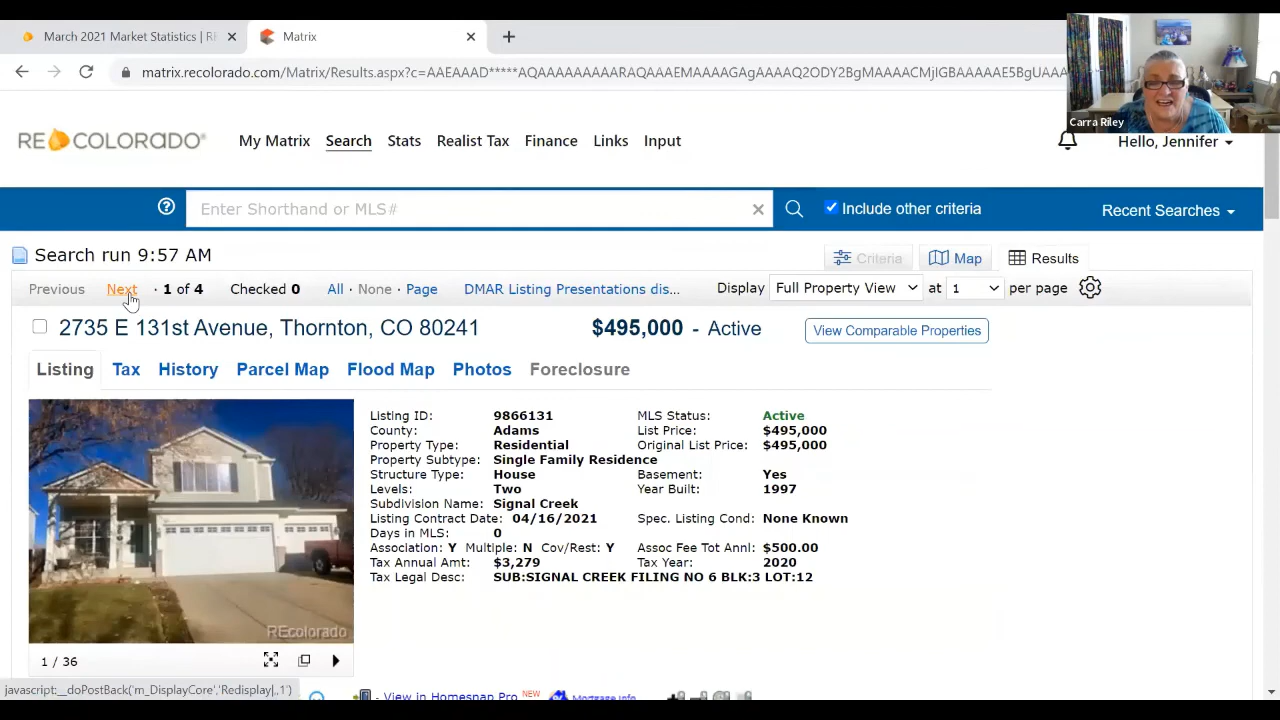 March 2021 Market Statistics | RE
Matrix
matrix.recolorado.com/Matrix/Results.aspx?c=AAEAAAD*****AQAAAAAAAAARAQAAAEMAAAAGAgAAAAQ2ODY2BgMAAAACMjIGBAAAAAE5BgUAAA
Carra Riley
RECOLORADO®
My Matrix Search Stats Realist Tax Finance Links Input
Hello, Jennifer
Enter Shorthand or MLS#
Include other criteria
Recent Searches
Search run 9:57 AM
Criteria Map Results
Previous Next · 1 of 4 Checked 0 All · None · Page DMAR Listing Presentations dis... Display Full Property View at 1 per page
2735 E 131st Avenue, Thornton, CO 80241 $495,000 - Active View Comparable Properties
Listing Tax History Parcel Map Flood Map Photos Foreclosure
Listing ID: 9866131 MLS Status: Active
County: Adams List Price: $495,000
Property Type: Residential Original List Price: $495,000
Property Subtype: Single Family Residence
Structure Type: House Basement: Yes
Levels: Two Year Built: 1997
Subdivision Name: Signal Creek
Listing Contract Date: 04/16/2021 Spec. Listing Cond: None Known
Days in MLS: 0
Association: Y Multiple: N Cov/Rest: Y Assoc Fee Tot Annl: $500.00
Tax Annual Amt: $3,279 Tax Year: 2020
Tax Legal Desc: SUB:SIGNAL CREEK FILING NO 6 BLK:3 LOT:12
REcolorado
1 / 36
javascript:__doPostBack('m_DisplayCore','Redisplay|,,1')
View in Homesnap Pro NEW Mortgage Info